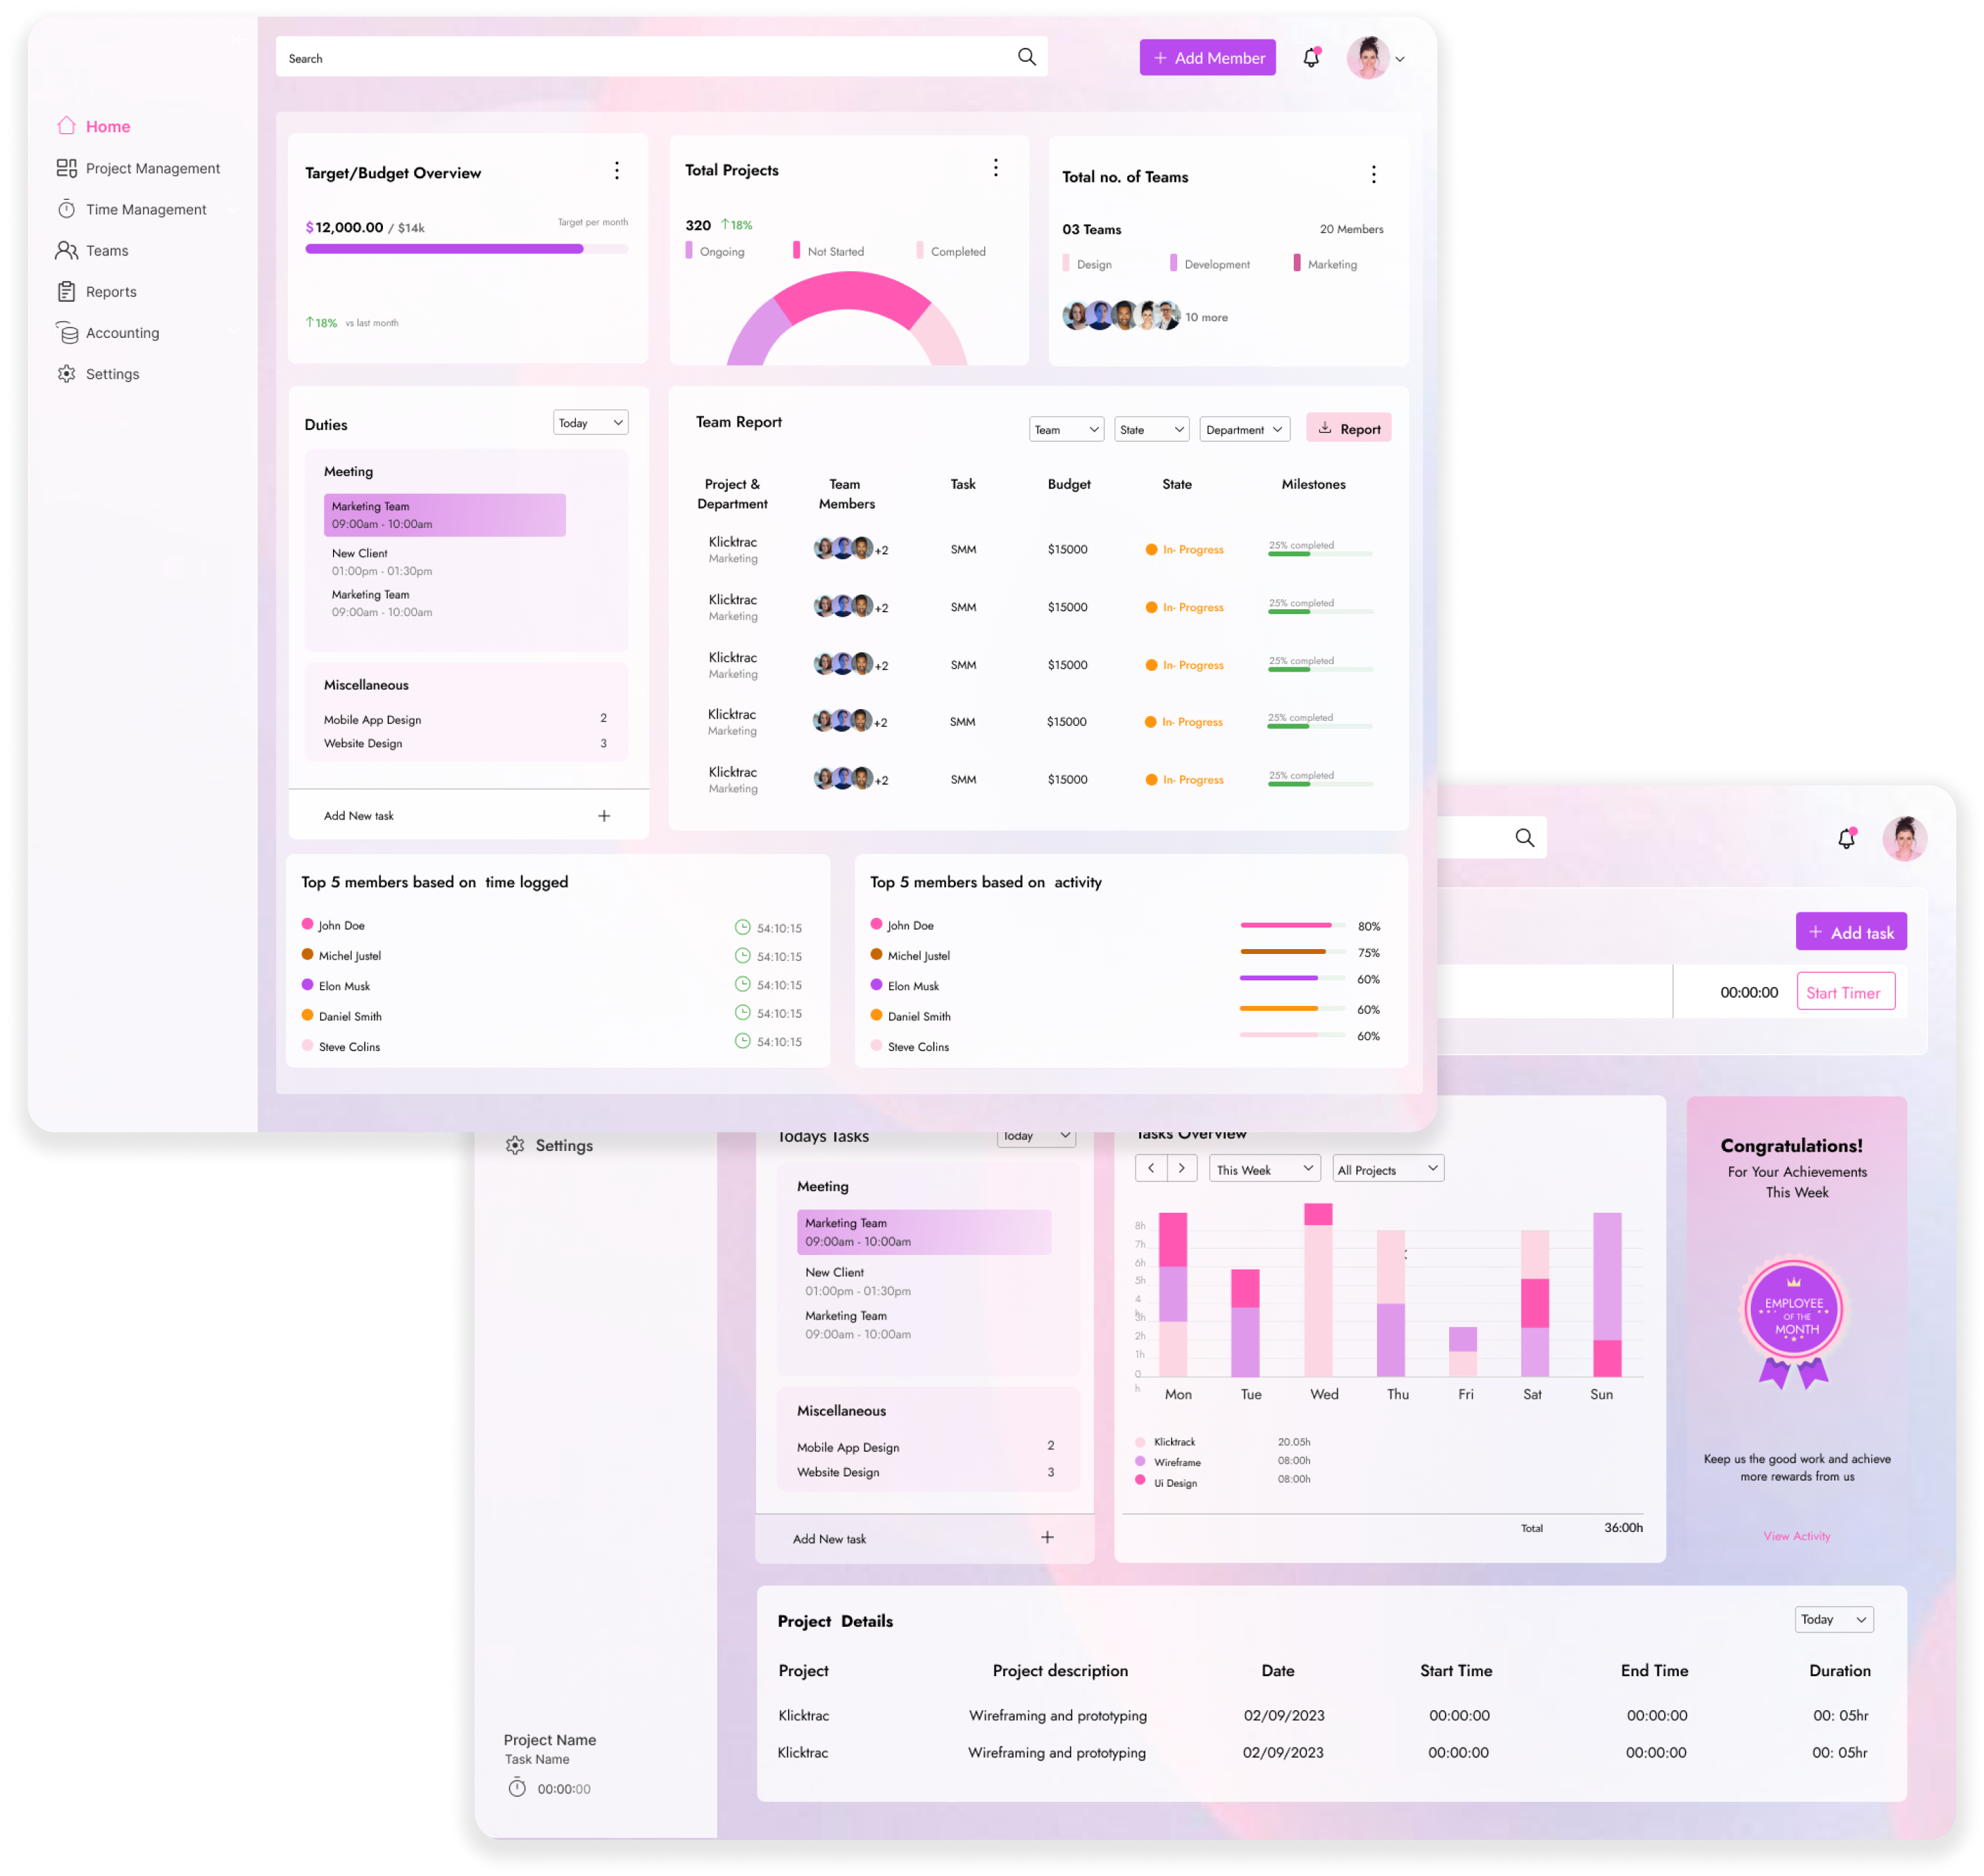 Search
+ Add Member
Home
Project Management
Time Management
Teams
Reports
Accounting
Settings
Target/Budget Overview
$12,000.00 / $14k
Target per month
18% vs last month
Total Projects
320 18%
Ongoing Not Started Completed
Total no. of Teams
03 Teams 20 Members
Design Development Marketing
10 more
Duties
Today
Meeting
Marketing Team
09:00am - 10:00am
New Client
01:00pm - 01:30pm
Marketing Team
09:00am - 10:00am
Miscellaneous
Mobile App Design 2
Website Design 3
Add New task +
Team Report
Team State Department Report
Project & Department Team Members Task Budget State Milestones
Klicktrac
Marketing
+2 SMM $15000 In- Progress 25% completed
Klicktrac
Marketing
+2 SMM $15000 In- Progress 25% completed
Klicktrac
Marketing
+2 SMM $15000 In- Progress 25% completed
Klicktrac
Marketing
+2 SMM $15000 In- Progress 25% completed
Klicktrac
Marketing
+2 SMM $15000 In- Progress 25% completed
Top 5 members based on time logged
John Doe 54:10:15
Michel Justel 54:10:15
Elon Musk 54:10:15
Daniel Smith 54:10:15
Steve Colins 54:10:15
Top 5 members based on activity
John Doe 80%
Michel Justel 75%
Elon Musk 60%
Daniel Smith 60%
Steve Colins 60%
+ Add task
00:00:00 Start Timer
Settings
Project Name
Task Name
00:00:00
Todays Tasks
Today
Meeting
Marketing Team
09:00am - 10:00am
New Client
01:00pm - 01:30pm
Marketing Team
09:00am - 10:00am
Miscellaneous
Mobile App Design 2
Website Design 3
Add New task +
Tasks Overview
< > This Week All Projects
8h
7h
6h
5h
4
h
3h
2h
1h
0
h
Mon Tue Wed Thu Fri Sat Sun
Klicktrack 20.05h
Wireframe 08:00h
Ui Design 08:00h
Total 36:00h
Congratulations!
For Your Achievements
This Week
EMPLOYEE
OF THE
MONTH
Keep us the good work and achieve
more rewards from us
View Activity
Project Details
Today
Project Project description Date Start Time End Time Duration
Klicktrac Wireframing and prototyping 02/09/2023 00:00:00 00:00:00 00: 05hr
Klicktrac Wireframing and prototyping 02/09/2023 00:00:00 00:00:00 00: 05hr